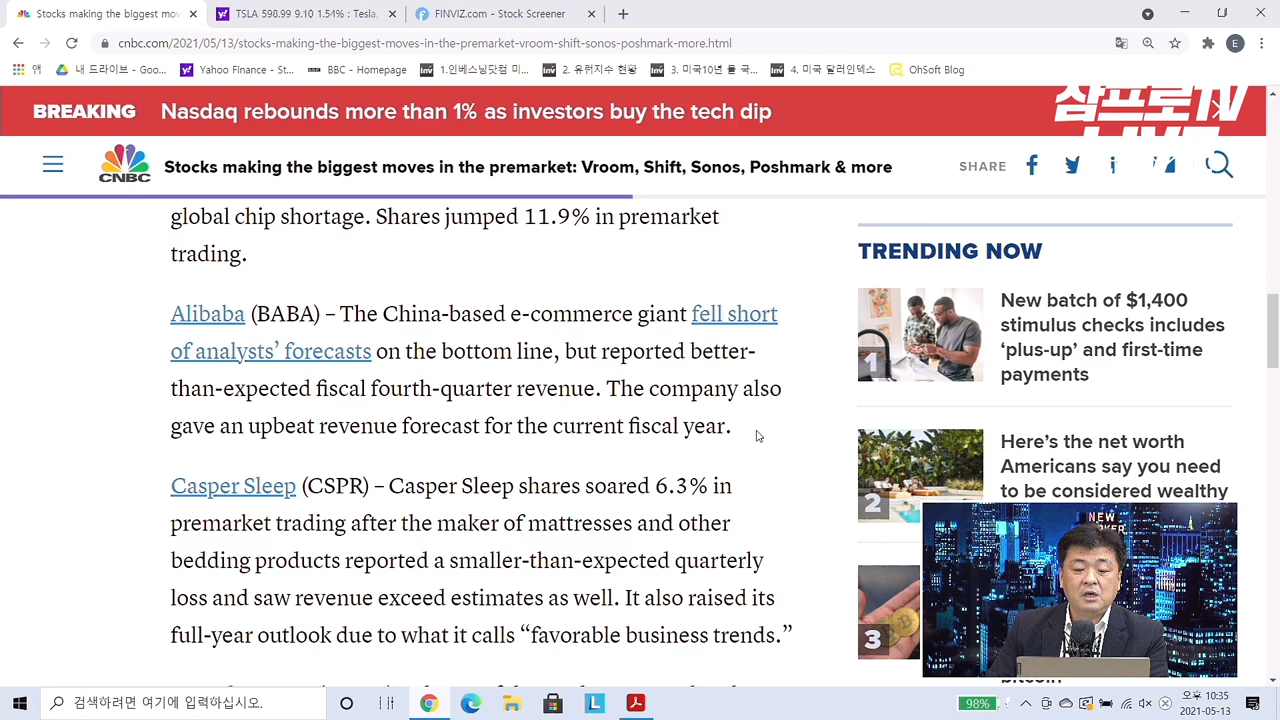 Stocks making the biggest mov
TSLA 598.99 9.10 1.54% : Tesla,
FINVIZ.com - Stock Screener
cnbc.com/2021/05/13/stocks-making-the-biggest-moves-in-the-premarket-vroom-shift-sonos-poshmark-more.html
E
앱
내 드라이브 - Goo...
Yahoo Finance - St...
BBC - Homepage
1.인베스닝닷컴 미...
2. 유런지수 현황
3. 미국10년 물 국...
4. 미국 달러인덱스
OhSoft Blog
BREAKING
Nasdaq rebounds more than 1% as investors buy the tech dip
삼프로TV
LIVE
CNBC
Stocks making the biggest moves in the premarket: Vroom, Shift, Sonos, Poshmark & more
SHARE
global chip shortage. Shares jumped 11.9% in premarket
trading.
Alibaba (BABA) – The China-based e-commerce giant fell short
of analysts’ forecasts on the bottom line, but reported better-
than-expected fiscal fourth-quarter revenue. The company also
gave an upbeat revenue forecast for the current fiscal year.
Casper Sleep (CSPR) – Casper Sleep shares soared 6.3% in
premarket trading after the maker of mattresses and other
bedding products reported a smaller-than-expected quarterly
loss and saw revenue exceed estimates as well. It also raised its
full-year outlook due to what it calls “favorable business trends.”
TRENDING NOW
1
New batch of $1,400
stimulus checks includes
‘plus-up’ and first-time
payments
2
Here’s the net worth
Americans say you need
to be considered wealthy
3
bitcoin
NEW
검색하려면 여기에 입력하십시오.
98%
오후 10:35
2021-05-13